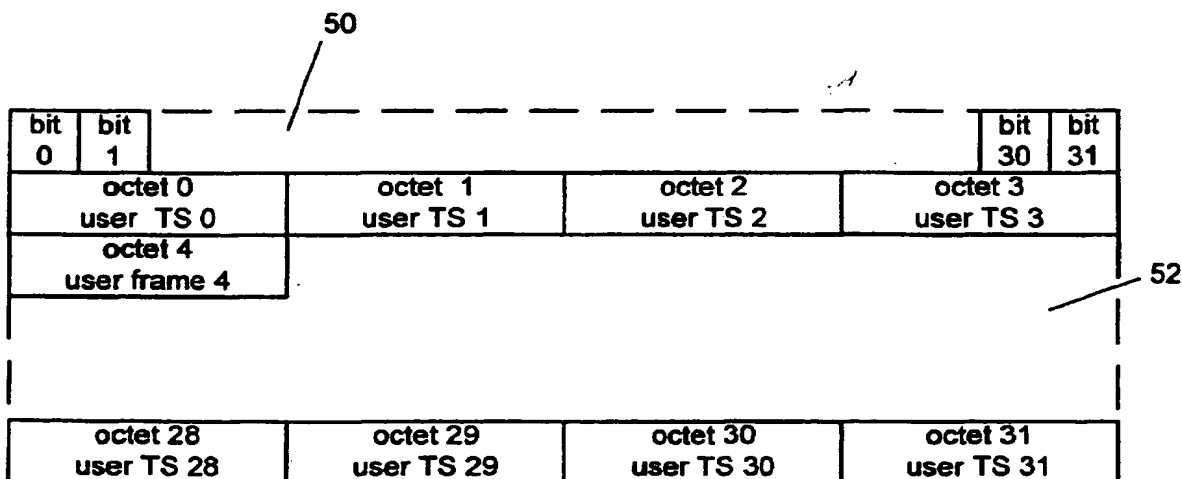 50
bit bit bit bit
0 1 30 31
octet 0 octet 1 octet 2 octet 3
user TS 0 user TS 1 user TS 2 user TS 3
octet 4
user frame 4
52
octet 28 octet 29 octet 30 octet 31
user TS 28 user TS 29 user TS 30 user TS 31